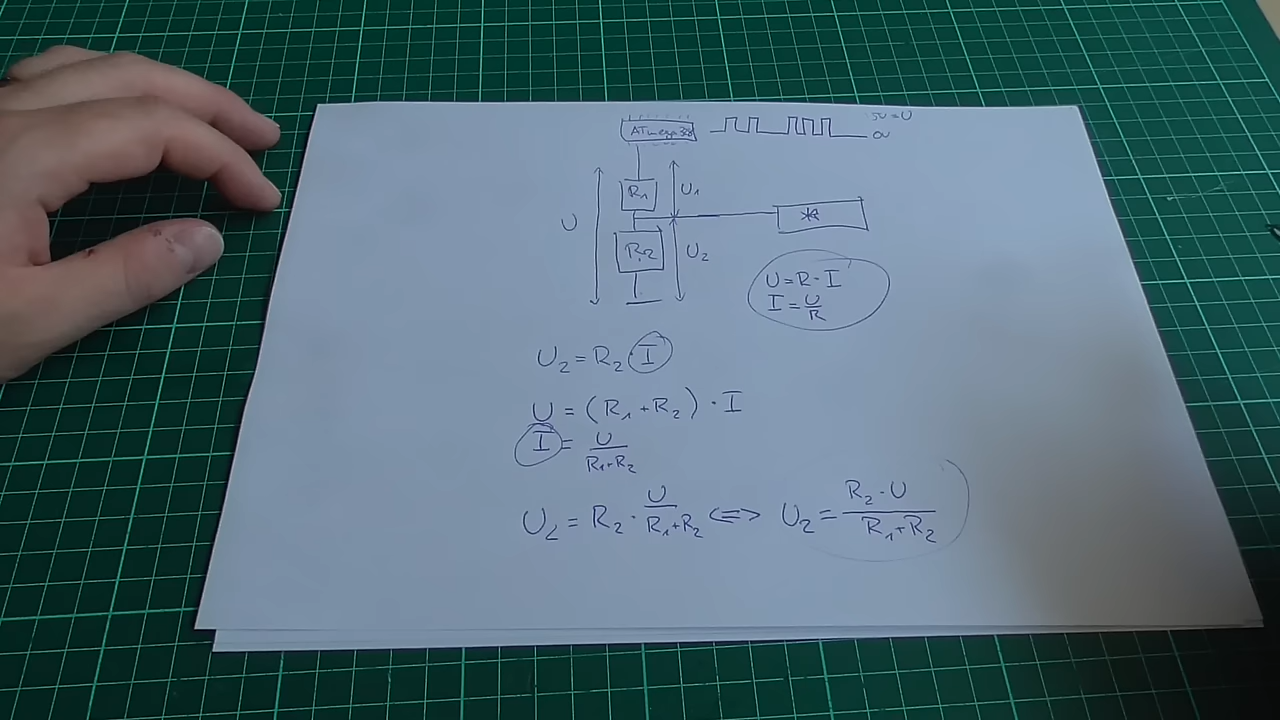 ATmega328
5V=U
0V
R₁
U₁
U
R₂
U₂
U=R·I
I=U/R
U₂=R₂·I
U=(R₁+R₂)·I
I=U/(R₁+R₂)
U₂=R₂·U/(R₁+R₂) <=> U₂=(R₂·U)/(R₁+R₂)